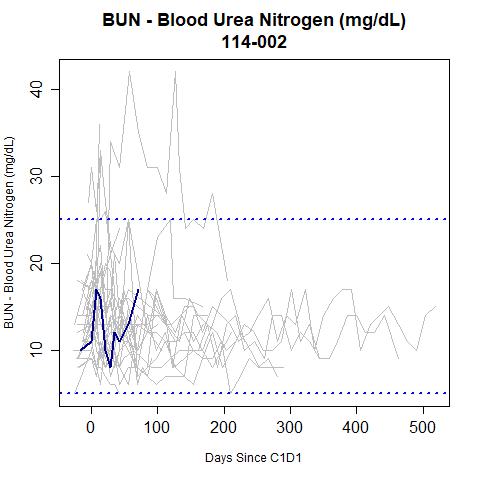 BUN - Blood Urea Nitrogen (mg/dL)
114-002
BUN - Blood Urea Nitrogen (mg/dL)
40
30
20
10
0 100 200 300 400 500
Days Since C1D1